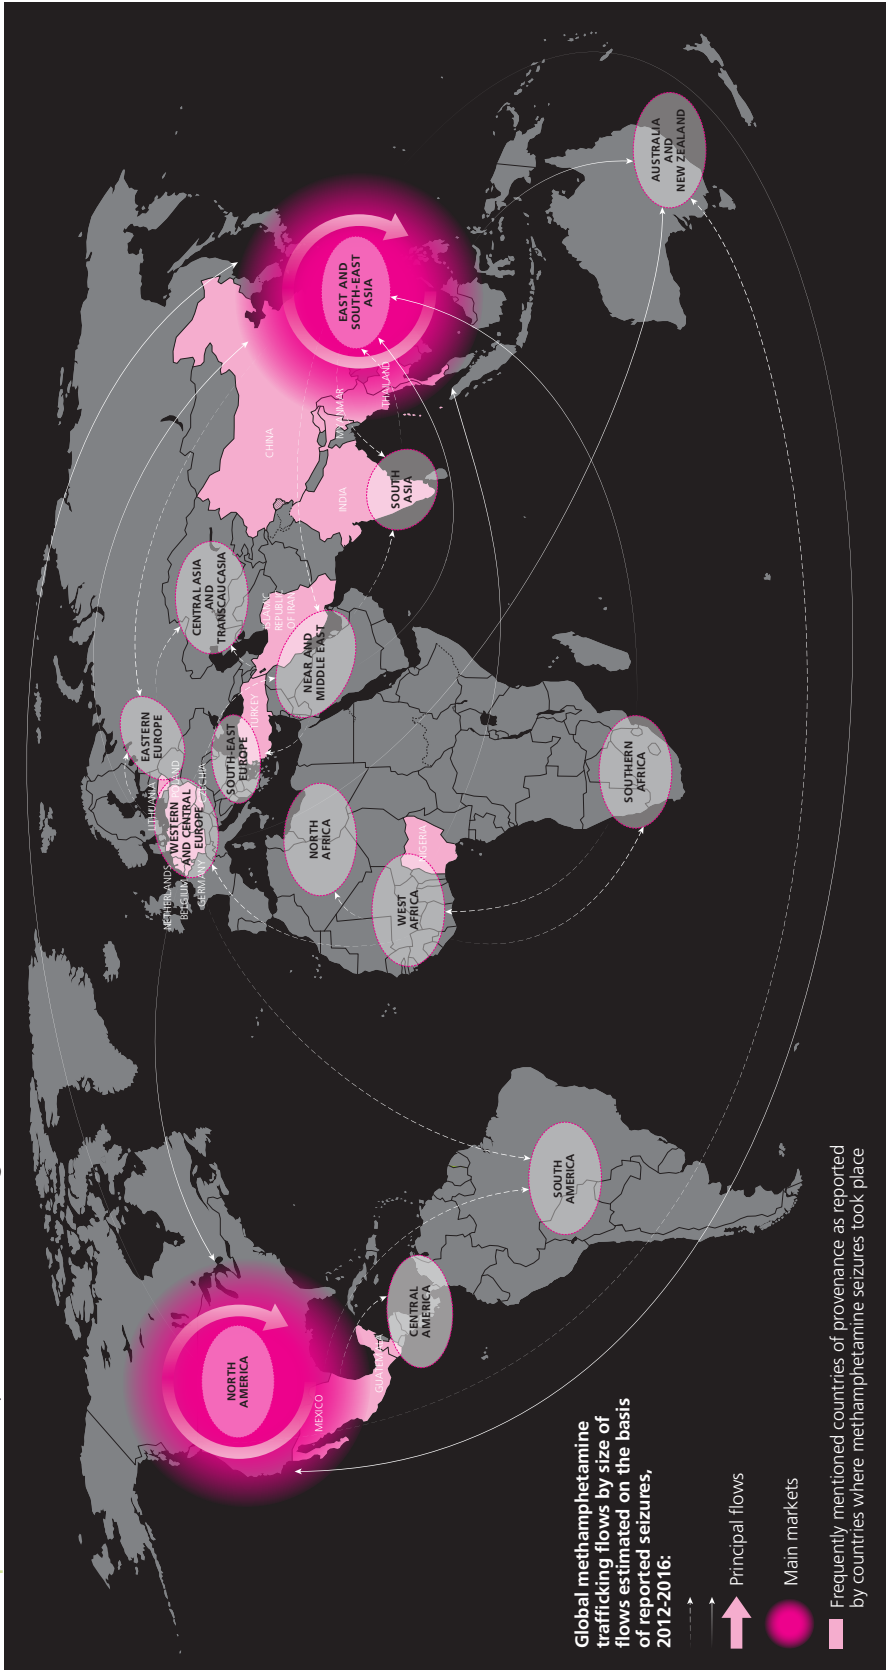 NORTH
AMERICA
MEXICO
GUATEMALA
CENTRAL
AMERICA
SOUTH
AMERICA
NETHERLANDS
BELGIUM
GERMANY
LITHUANIA
POLAND
CZECHIA
WESTERN
AND CENTRAL
EUROPE
EASTERN
EUROPE
SOUTH-EAST
EUROPE
TURKEY
NORTH
AFRICA
WEST
AFRICA
NIGERIA
SOUTHERN
AFRICA
CENTRAL ASIA
AND
TRANSCAUCASIA
ISLAMIC
REPUBLIC
OF IRAN
NEAR AND
MIDDLE EAST
CHINA
INDIA
SOUTH
ASIA
MYANMAR
THAILAND
EAST AND
SOUTH-EAST
ASIA
AUSTRALIA
AND
NEW ZEALAND
Global methamphetamine
trafficking flows by size of
flows estimated on the basis
of reported seizures,
2012-2016:
Principal flows
Main markets
Frequently mentioned countries of provenance as reported
by countries where methamphetamine seizures took place